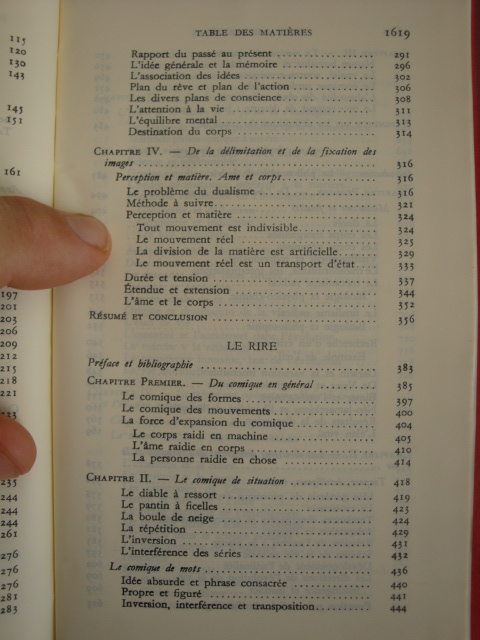 115
120
130
143
145
151
161
197
201
203
206
209
212
215
218
221
223
235
244
244
244
261
276
276
276
281
283
TABLE DES MATIÈRES 1619
Rapport du passé au présent ................ 291
L'idée générale et la mémoire ................ 296
L'association des idées ................ 302
Plan du rêve et plan de l'action ................ 306
Les divers plans de conscience ................ 308
L'attention à la vie ................ 311
L'équilibre mental ................ 313
Destination du corps ................ 314
CHAPITRE IV. — De la délimitation et de la fixation des
images ................ 316
Perception et matière. Ame et corps ................ 316
Le problème du dualisme ................ 316
Méthode à suivre ................ 321
Perception et matière ................ 324
Tout mouvement est indivisible ................ 324
Le mouvement réel ................ 325
La division de la matière est artificielle ................ 329
Le mouvement réel est un transport d'état ................ 333
Durée et tension ................ 337
Étendue et extension ................ 344
L'âme et le corps ................ 352
RÉSUMÉ ET CONCLUSION ................ 356
LE RIRE
Préface et bibliographie ................ 383
CHAPITRE PREMIER. — Du comique en général ................ 385
Le comique des formes ................ 397
Le comique des mouvements ................ 400
La force d'expansion du comique ................ 404
Le corps raidi en machine ................ 405
L'âme raidie en corps ................ 410
La personne raidie en chose ................ 414
CHAPITRE II. — Le comique de situation ................ 418
Le diable à ressort ................ 419
Le pantin à ficelles ................ 423
La boule de neige ................ 424
La répétition ................ 429
L'inversion ................ 431
L'interférence des séries ................ 432
Le comique de mots ................ 436
Idée absurde et phrase consacrée ................ 440
Propre et figuré ................ 441
Inversion, interférence et transposition ................ 444